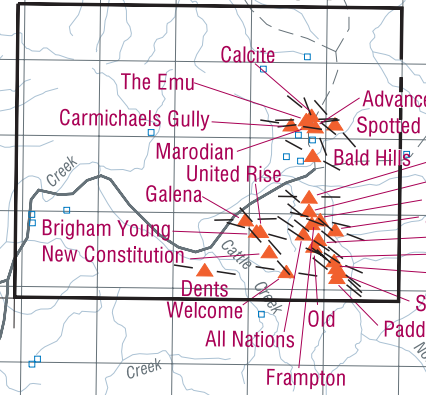 Calcite
The Emu
Advance
Carmichaels Gully
Spotted
Marodian
Bald Hills
United Rise
Creek
Galena
Brigham Young
New Constitution
Cattle Creek
Dents
Welcome
S
Old
Padd
All Nations
Creek
Frampton
No